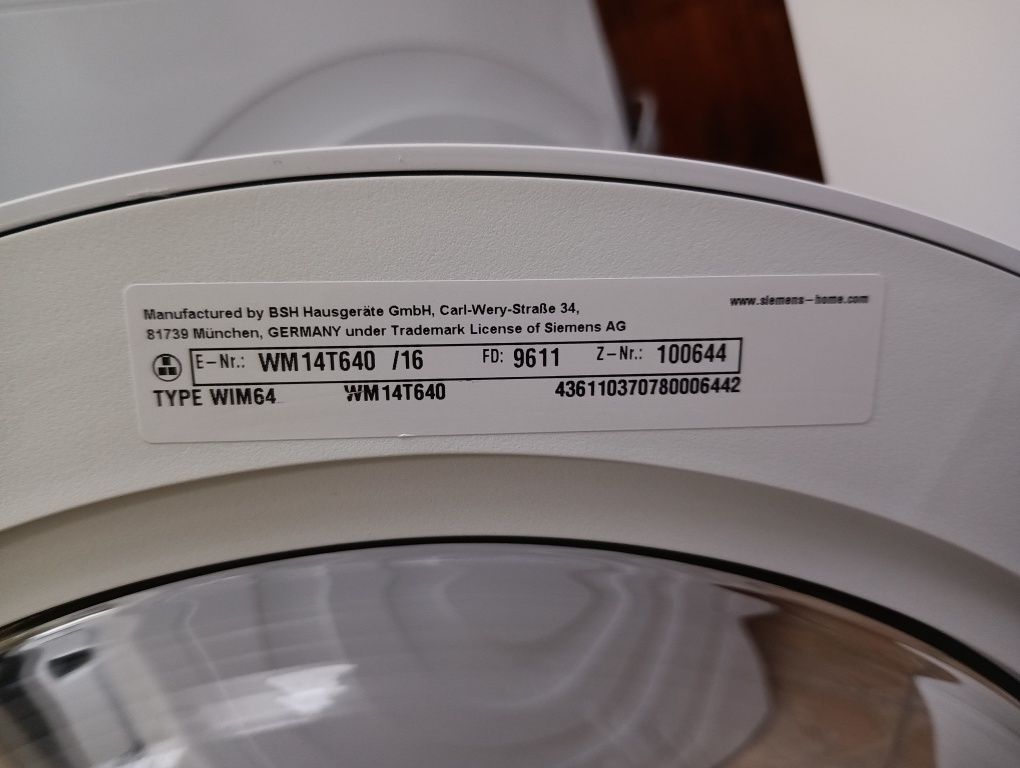 Manufactured by BSH Hausgeräte GmbH, Carl-Wery-Straße 34,
www.siemens-home.com
81739 München, GERMANY under Trademark License of Siemens AG
E-Nr.: WM14T640 /16 FD: 9611 Z-Nr.: 100644
TYPE WIM64 WM14T640 436110370780006442